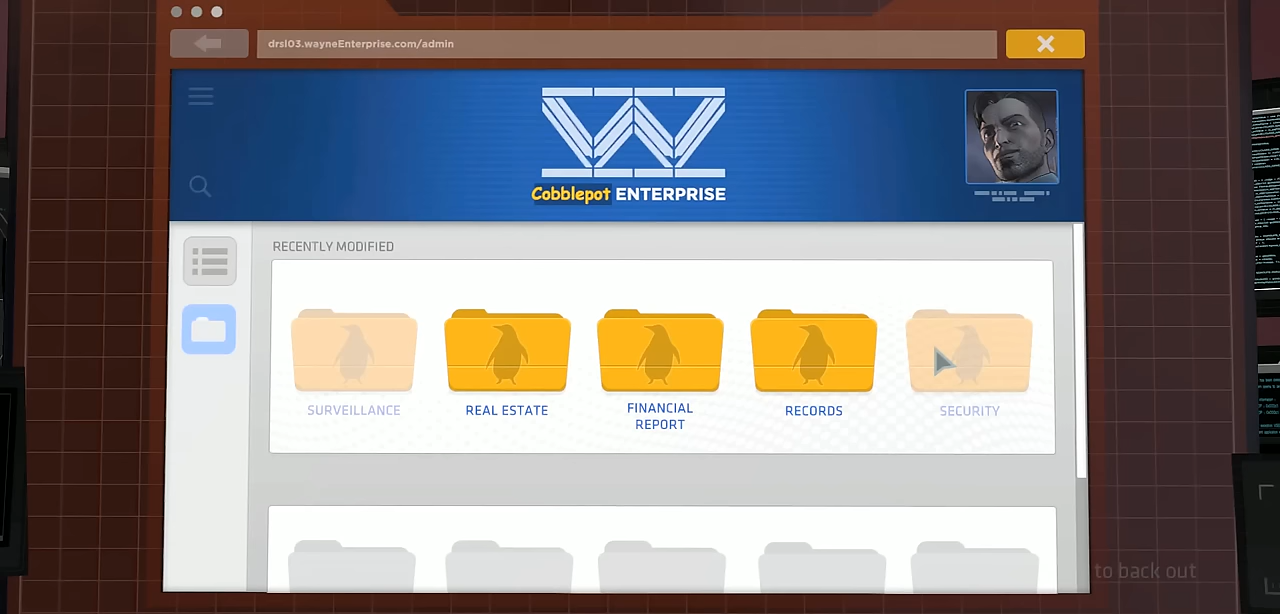 drsl03.wayneEnterprise.com/admin
Cobblepot ENTERPRISE
RECENTLY MODIFIED
SURVEILLANCE
REAL ESTATE
FINANCIAL
REPORT
RECORDS
SECURITY
to back out